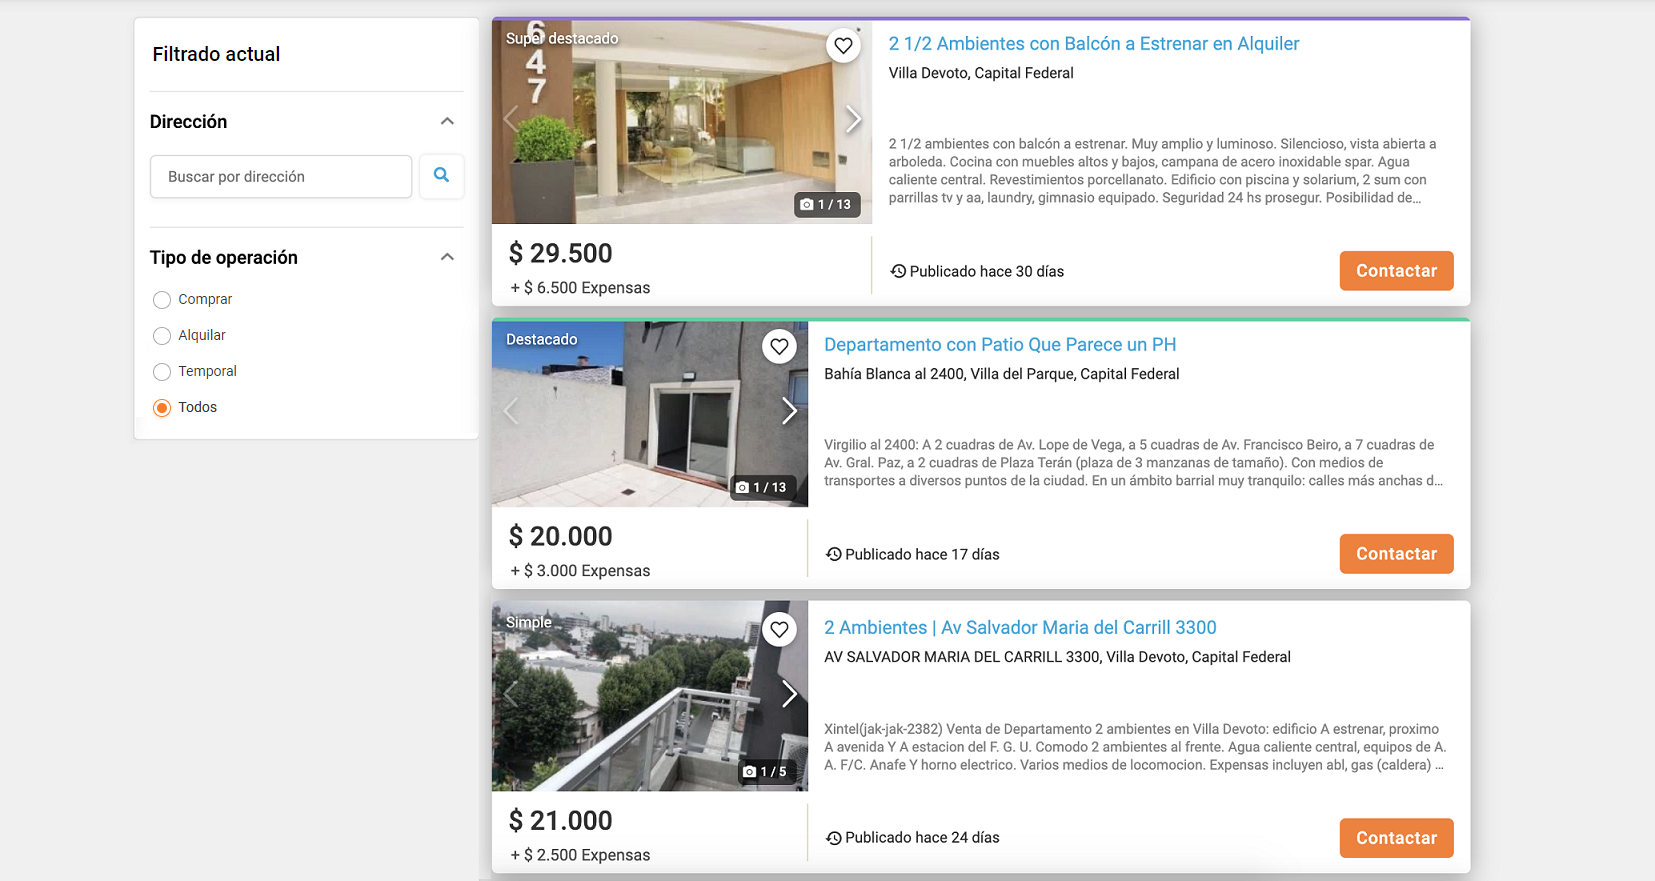 Filtrado actual
Dirección
Buscar por dirección
Tipo de operación
Comprar
Alquilar
Temporal
Todos
Super destacado
6
4
7
1 / 13
2 1/2 Ambientes con Balcón a Estrenar en Alquiler
Villa Devoto, Capital Federal
2 1/2 ambientes con balcón a estrenar. Muy amplio y luminoso. Silencioso, vista abierta a
arboleda. Cocina con muebles altos y bajos, campana de acero inoxidable spar. Agua
caliente central. Revestimientos porcellanato. Edificio con piscina y solarium, 2 sum con
parrillas tv y aa, laundry, gimnasio equipado. Seguridad 24 hs prosegur. Posibilidad de...
$ 29.500
+ $ 6.500 Expensas
Publicado hace 30 días
Contactar
Destacado
1 / 13
Departamento con Patio Que Parece un PH
Bahía Blanca al 2400, Villa del Parque, Capital Federal
Virgilio al 2400: A 2 cuadras de Av. Lope de Vega, a 5 cuadras de Av. Francisco Beiro, a 7 cuadras de
Av. Gral. Paz, a 2 cuadras de Plaza Terán (plaza de 3 manzanas de tamaño). Con medios de
transportes a diversos puntos de la ciudad. En un ámbito barrial muy tranquilo: calles más anchas d...
$ 20.000
+ $ 3.000 Expensas
Publicado hace 17 días
Contactar
Simple
1 / 5
2 Ambientes | Av Salvador Maria del Carrill 3300
AV SALVADOR MARIA DEL CARRILL 3300, Villa Devoto, Capital Federal
Xintel(jak-jak-2382) Venta de Departamento 2 ambientes en Villa Devoto: edificio A estrenar, proximo
A avenida Y A estacion del F. G. U. Comodo 2 ambientes al frente. Agua caliente central, equipos de A.
A. F/C. Anafe Y horno electrico. Varios medios de locomocion. Expensas incluyen abl, gas (caldera) ...
$ 21.000
+ $ 2.500 Expensas
Publicado hace 24 días
Contactar